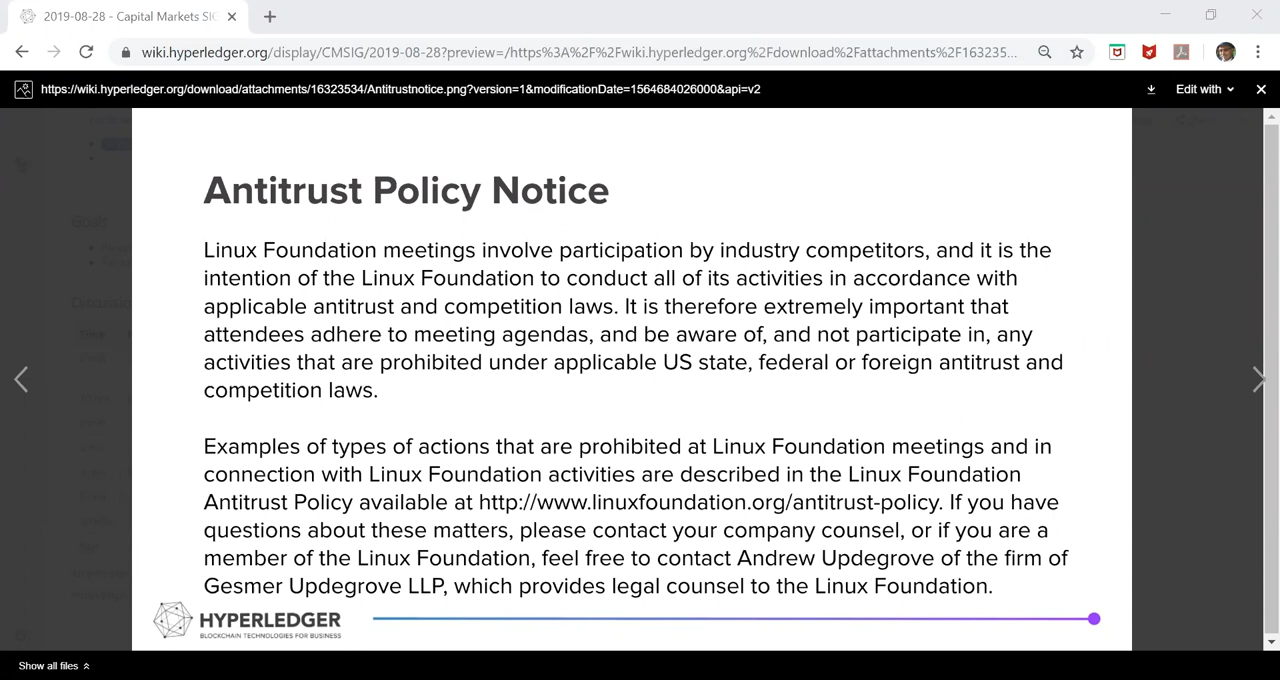 2019-08-28 - Capital Markets SIG
wiki.hyperledger.org/display/CMSIG/2019-08-28?preview=/https%3A%2F%2Fwiki.hyperledger.org%2Fdownload%2Fattachments%2F163235...
https://wiki.hyperledger.org/download/attachments/16323534/Antitrustnotice.png?version=1&modificationDate=1564684026000&api=v2
Edit with
Antitrust Policy Notice
Linux Foundation meetings involve participation by industry competitors, and it is the
intention of the Linux Foundation to conduct all of its activities in accordance with
applicable antitrust and competition laws. It is therefore extremely important that
attendees adhere to meeting agendas, and be aware of, and not participate in, any
activities that are prohibited under applicable US state, federal or foreign antitrust and
competition laws.
Examples of types of actions that are prohibited at Linux Foundation meetings and in
connection with Linux Foundation activities are described in the Linux Foundation
Antitrust Policy available at http://www.linuxfoundation.org/antitrust-policy. If you have
questions about these matters, please contact your company counsel, or if you are a
member of the Linux Foundation, feel free to contact Andrew Updegrove of the firm of
Gesmer Updegrove LLP, which provides legal counsel to the Linux Foundation.
HYPERLEDGER
BLOCKCHAIN TECHNOLOGIES FOR BUSINESS
Goals
Show all files